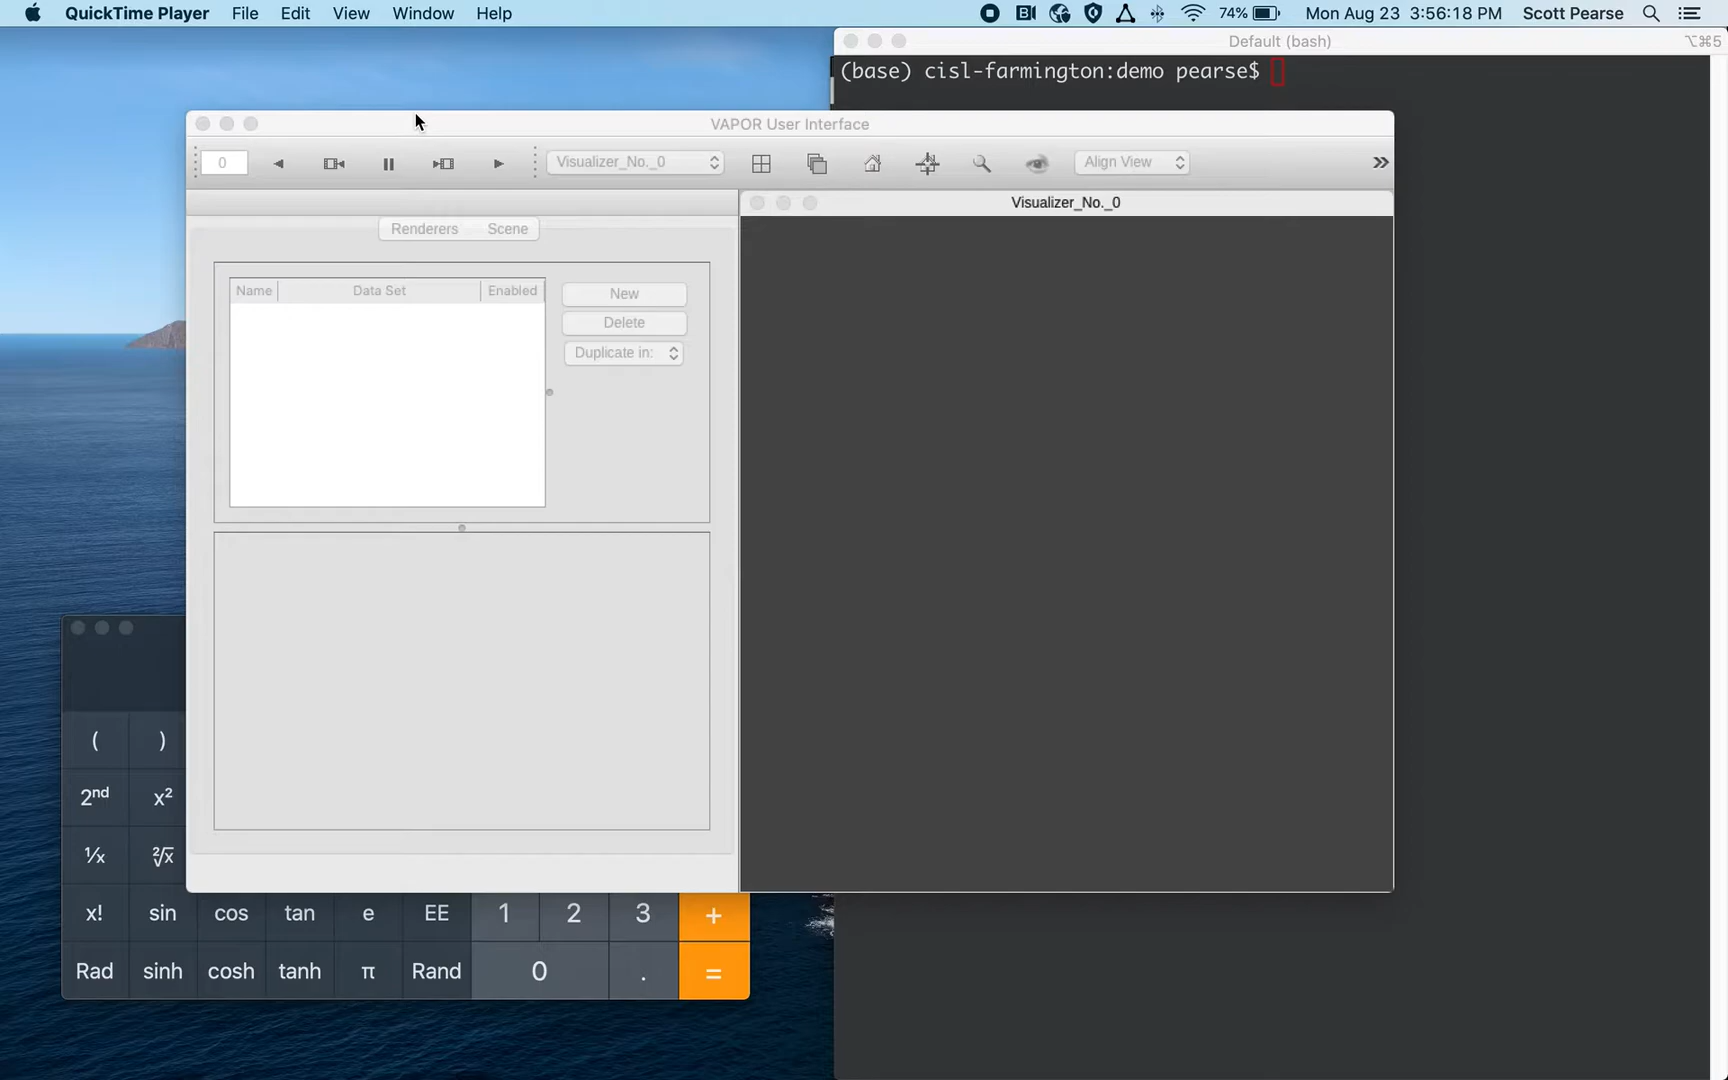 QuickTime Player File Edit View Window Help 74% Mon Aug 23 3:56:18 PM Scott Pearse
Default (bash) ⌥⌘5
(base) cisl-farmington:demo pearse$
VAPOR User Interface
0 Visualizer_No._0 Align View »
Visualizer_No._0
Renderers Scene
Name Data Set Enabled
New
Delete
Duplicate in:
( )
2nd x²
¹⁄x ²√x
x! sin cos tan e EE 1 2 3 +
Rad sinh cosh tanh π Rand 0 . =